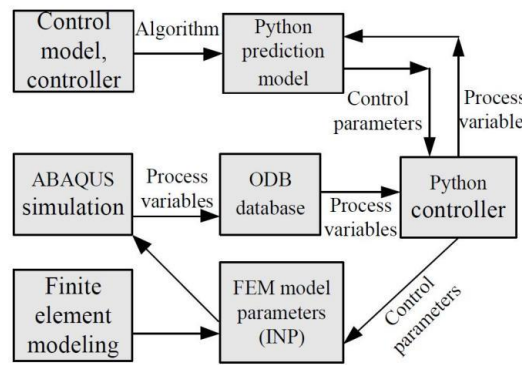 Control
model,
controller
Algorithm
Python
prediction
model
Control
parameters
Process
variable
ABAQUS
simulation
Process
variables
ODB
database
Process
variables
Python
controller
Finite
element
modeling
FEM model
parameters
(INP)
Control
parameters